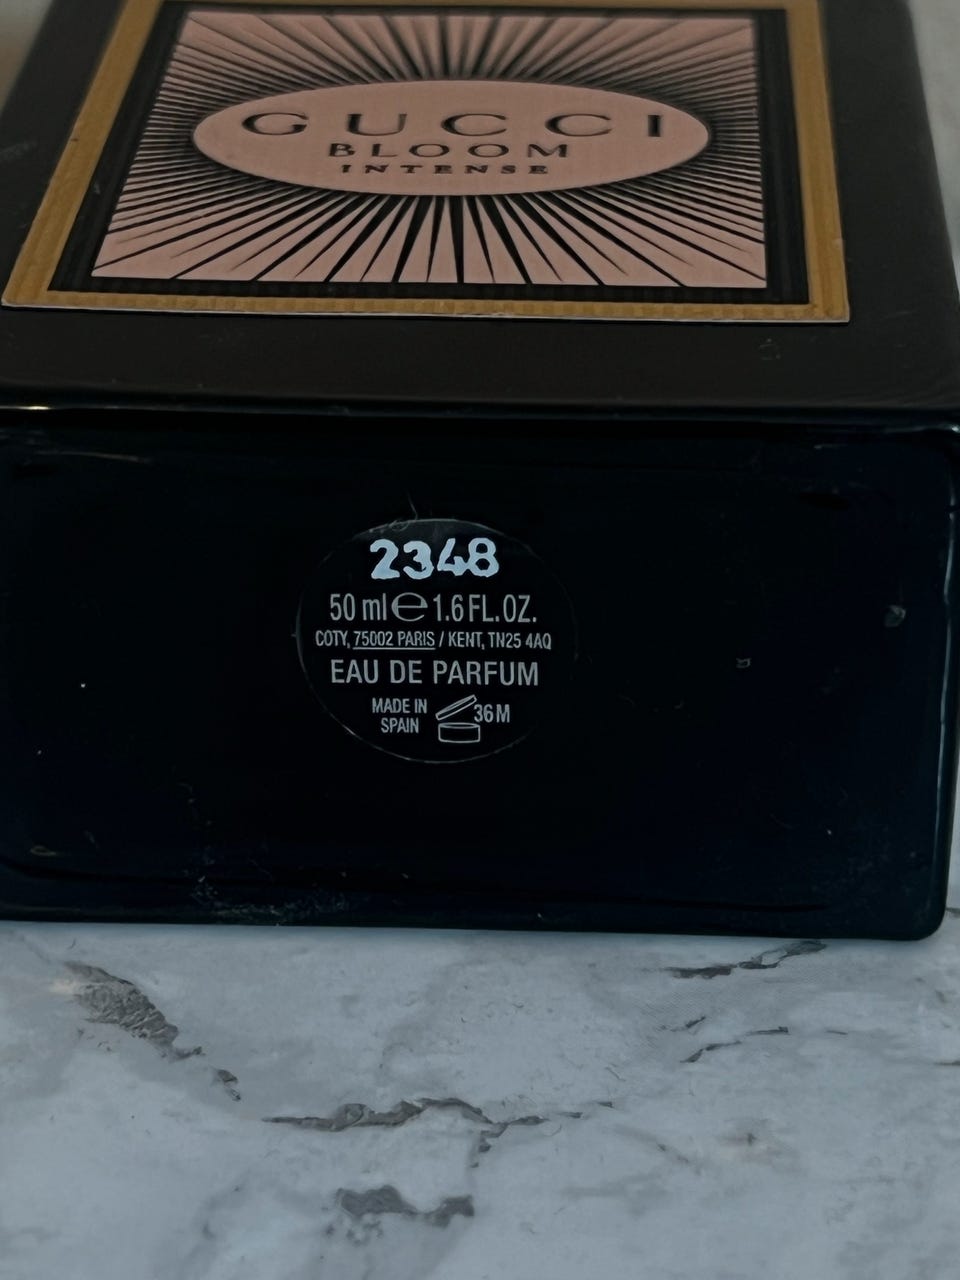 GUCCI
BLOOM
INTENSE
2348
50 ml ℮ 1.6 FL.OZ.
COTY, 75002 PARIS / KENT, TN25 4AQ
EAU DE PARFUM
MADE IN
SPAIN
36M